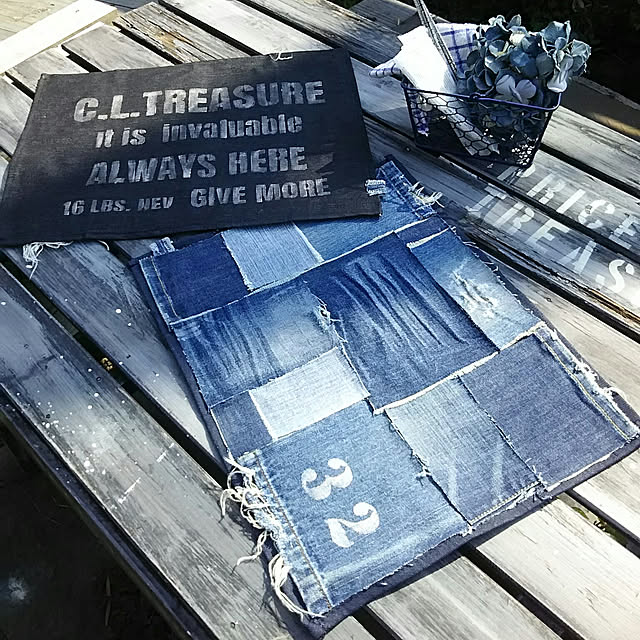 C.L.TREASURE
it is invaluable
ALWAYS HERE
16 LBS. NEV GIVE MORE
32